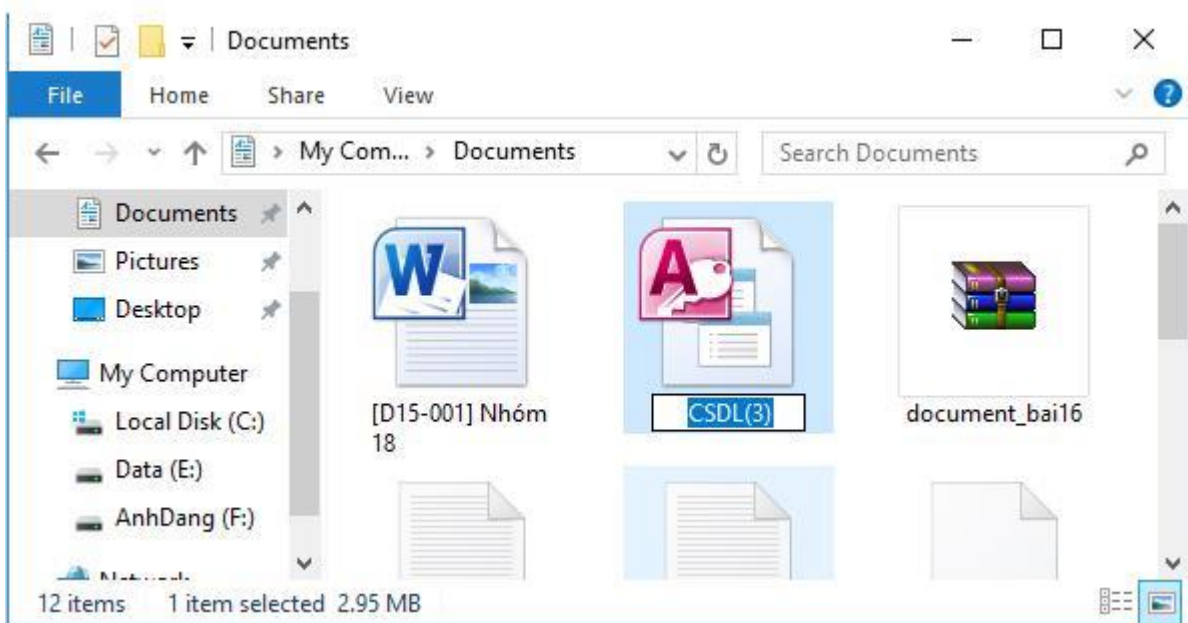 Documents
File Home Share View
My Com... Documents Search Documents
Documents
Pictures
Desktop
My Computer
Local Disk (C:)
Data (E:)
AnhDang (F:)
[D15-001] Nhóm
18
CSDL(3)
document_bai16
12 items 1 item selected 2.95 MB